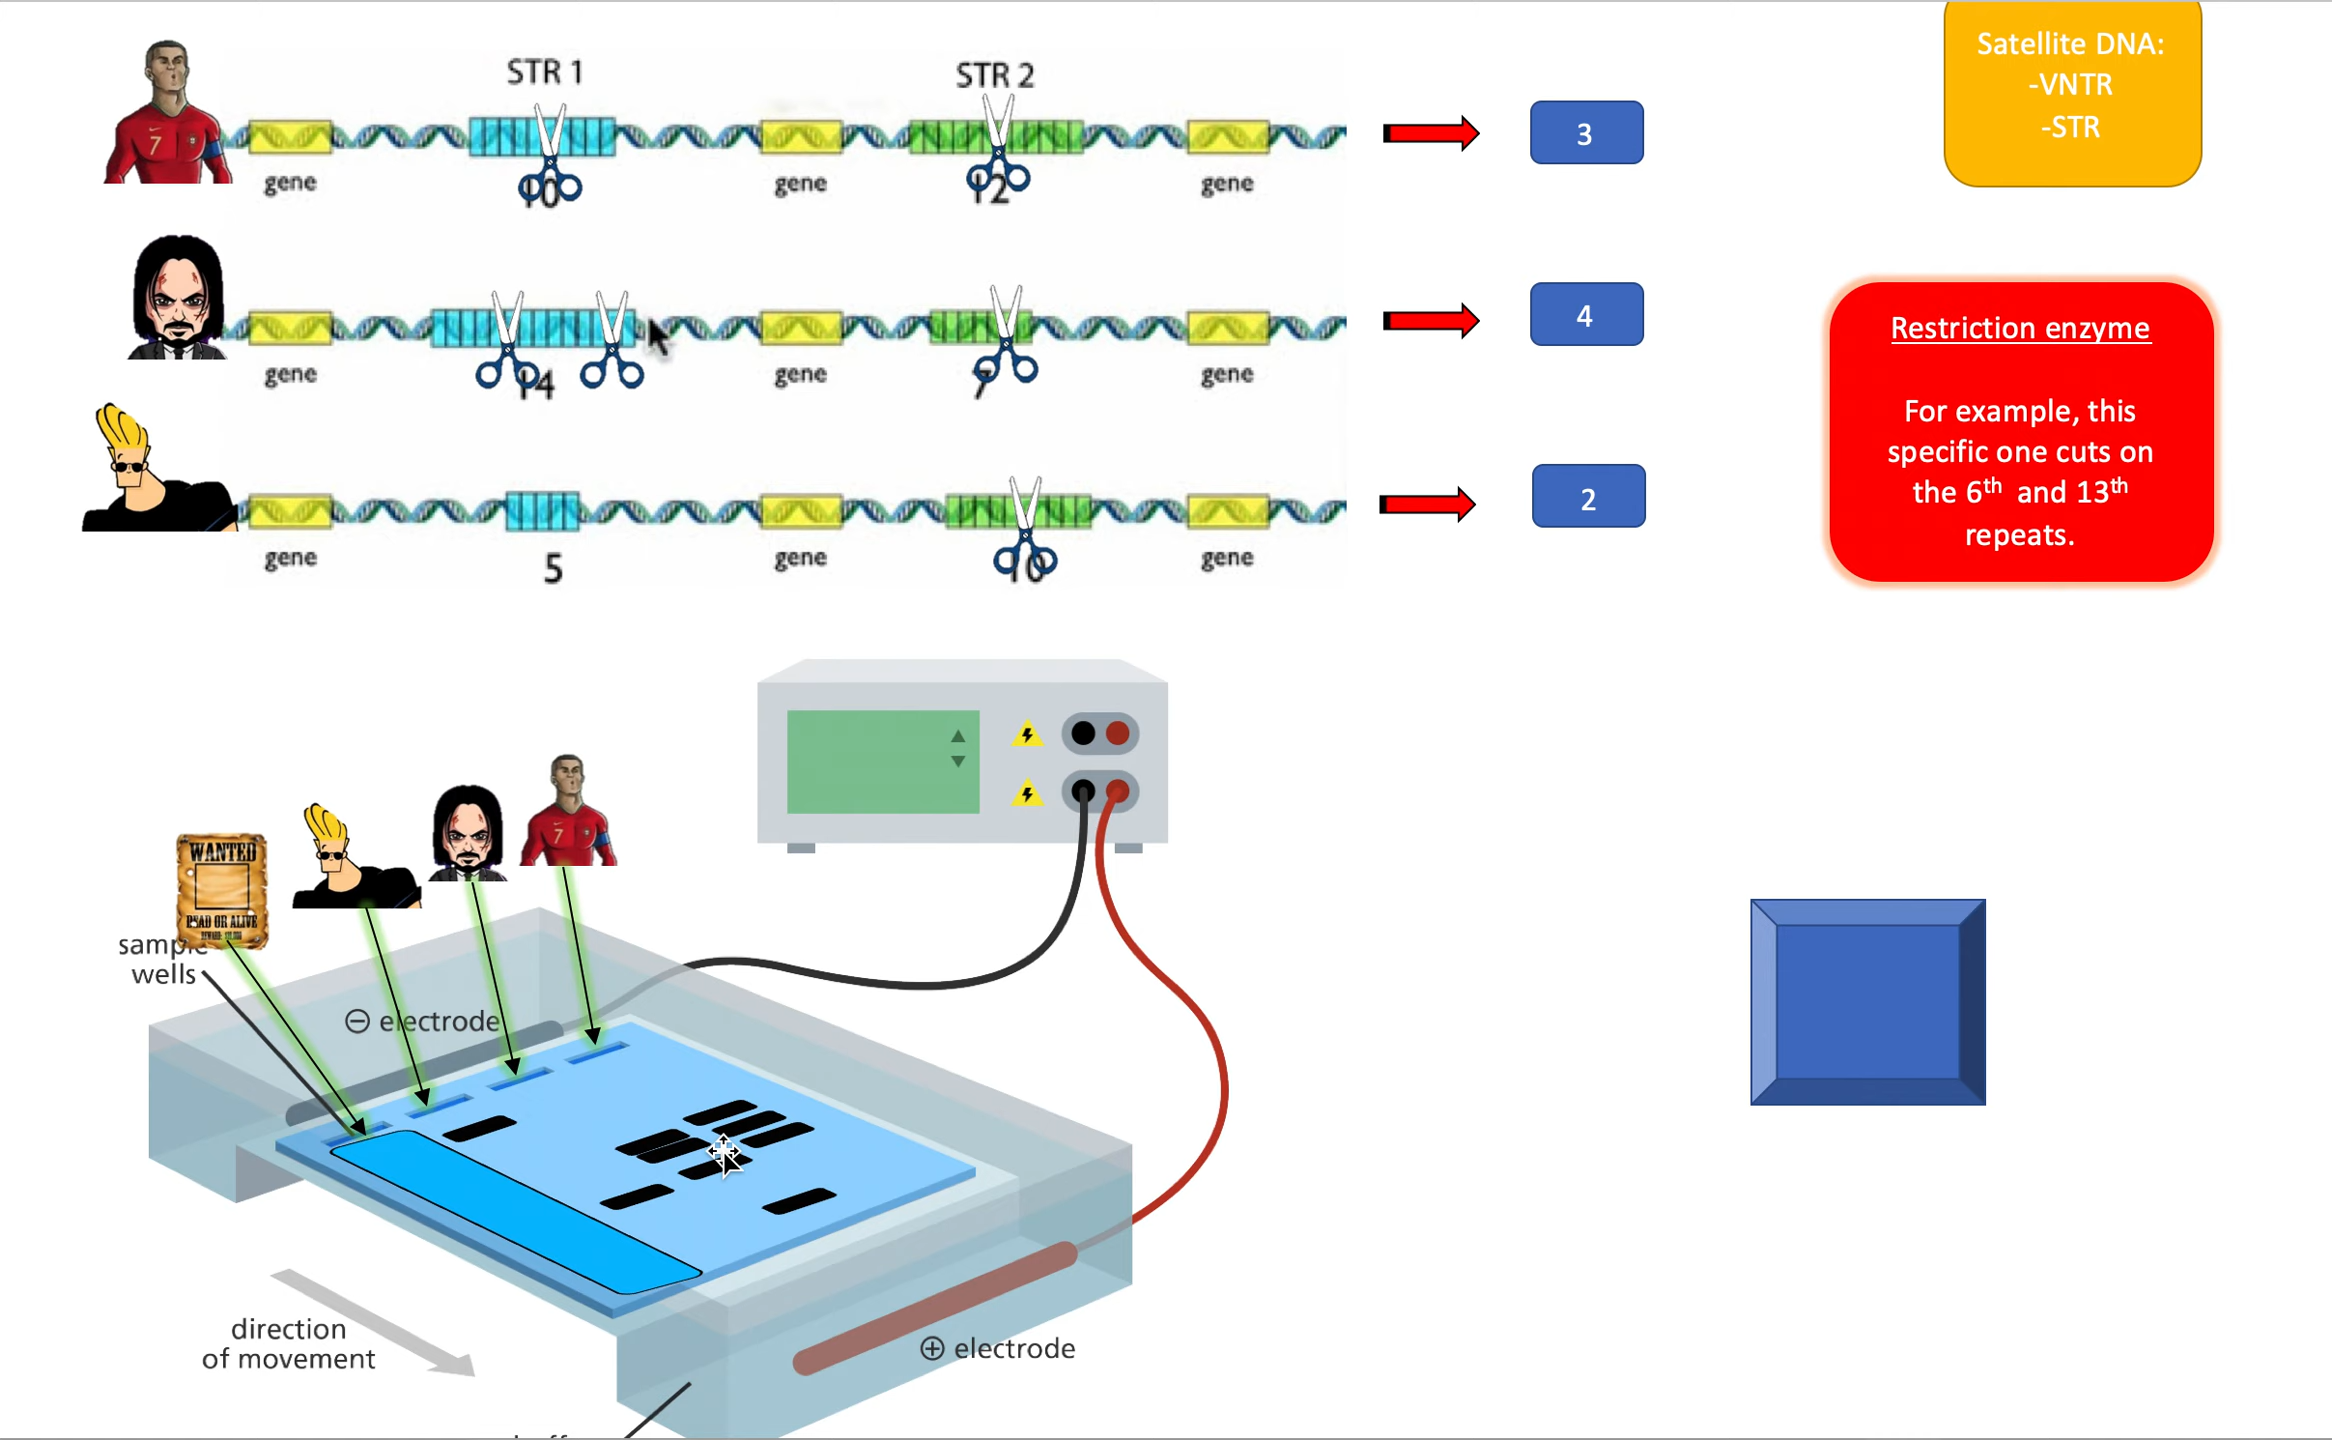 STR 1
STR 2
gene
10
gene
12
gene
3
gene
14
gene
7
gene
4
gene
5
gene
10
gene
2
Satellite DNA:
-VNTR
-STR
Restriction enzyme
For example, this
specific one cuts on
the 6th and 13th
repeats.
7
7
WANTED
DEAD OR ALIVE
sample
wells
⊖ electrode
direction
of movement
⊕ electrode